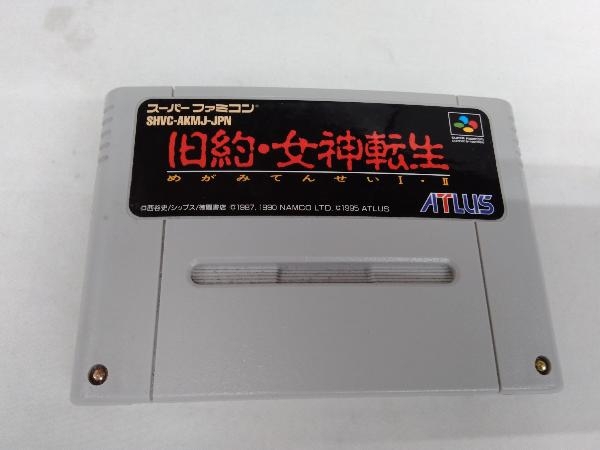 スーパーファミコン®
SHVC-AKMJ-JPN
旧約・女神転生
めがみてんせいI・II
ATLUS
©西谷史/シップス/徳間書店 ©1987, 1990 NAMCO LTD. ©1995 ATLUS